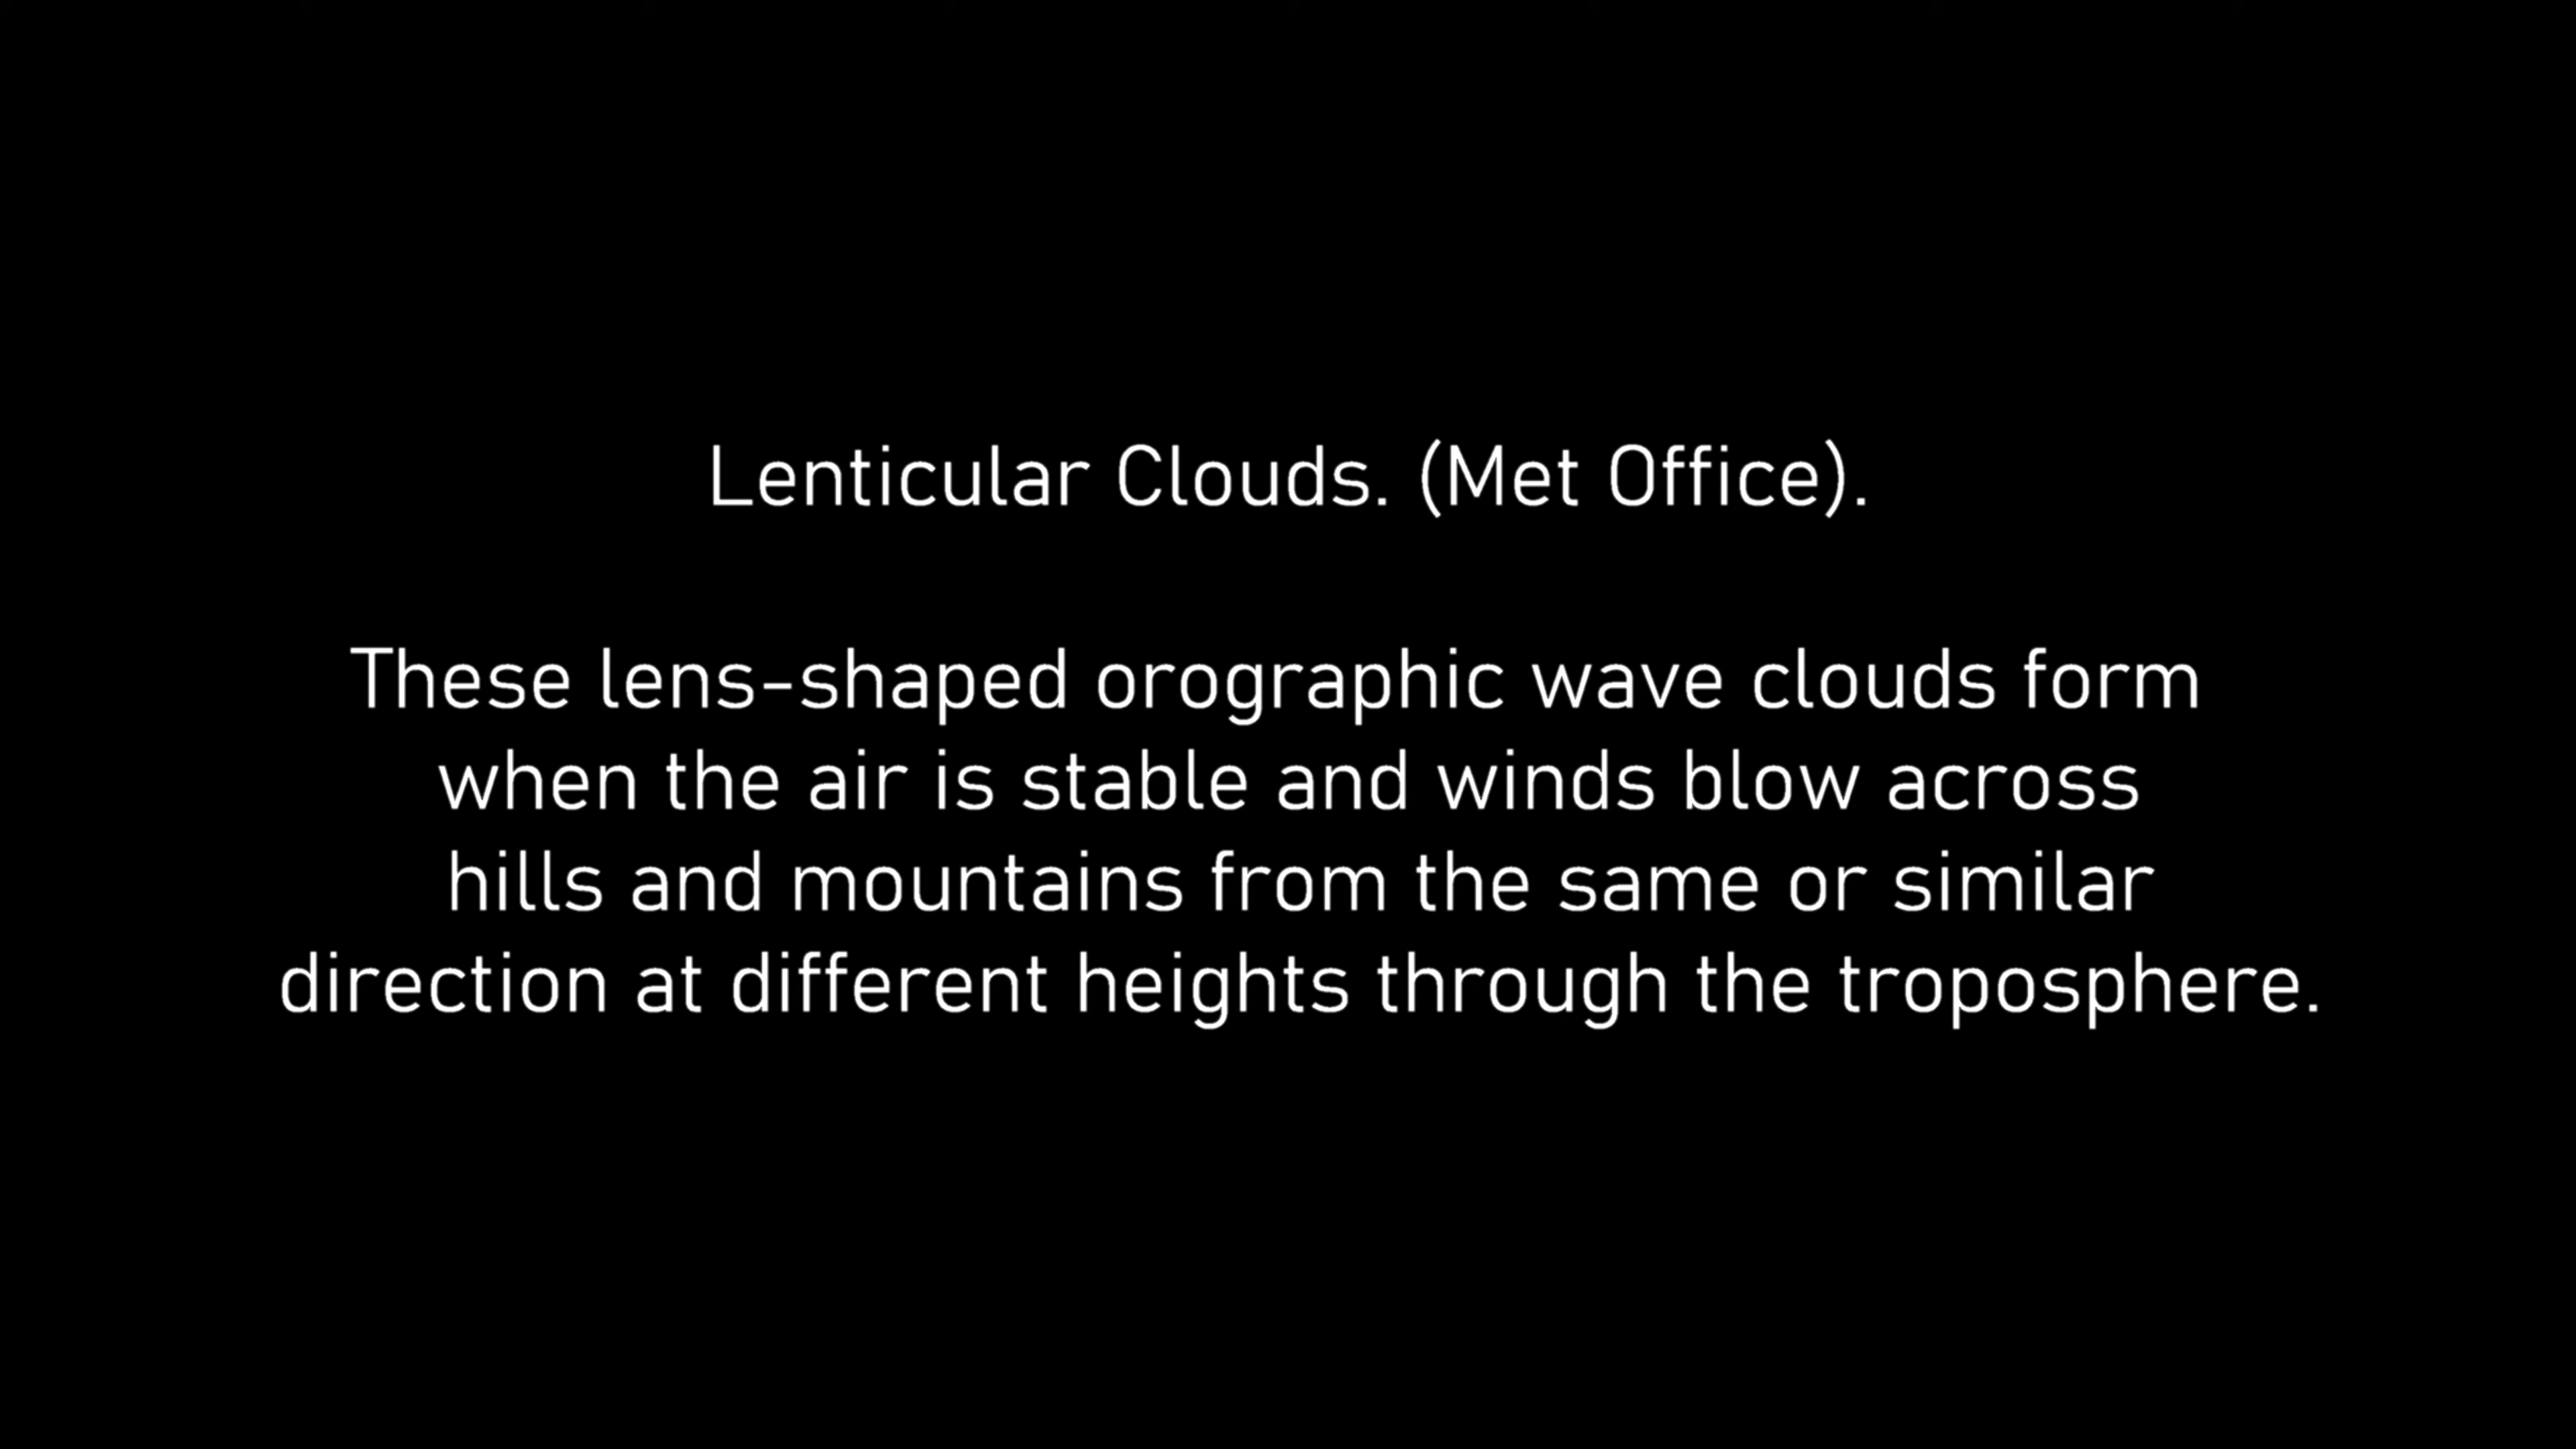 Lenticular Clouds. (Met Office).
These lens-shaped orographic wave clouds form
when the air is stable and winds blow across
hills and mountains from the same or similar
direction at different heights through the troposphere.